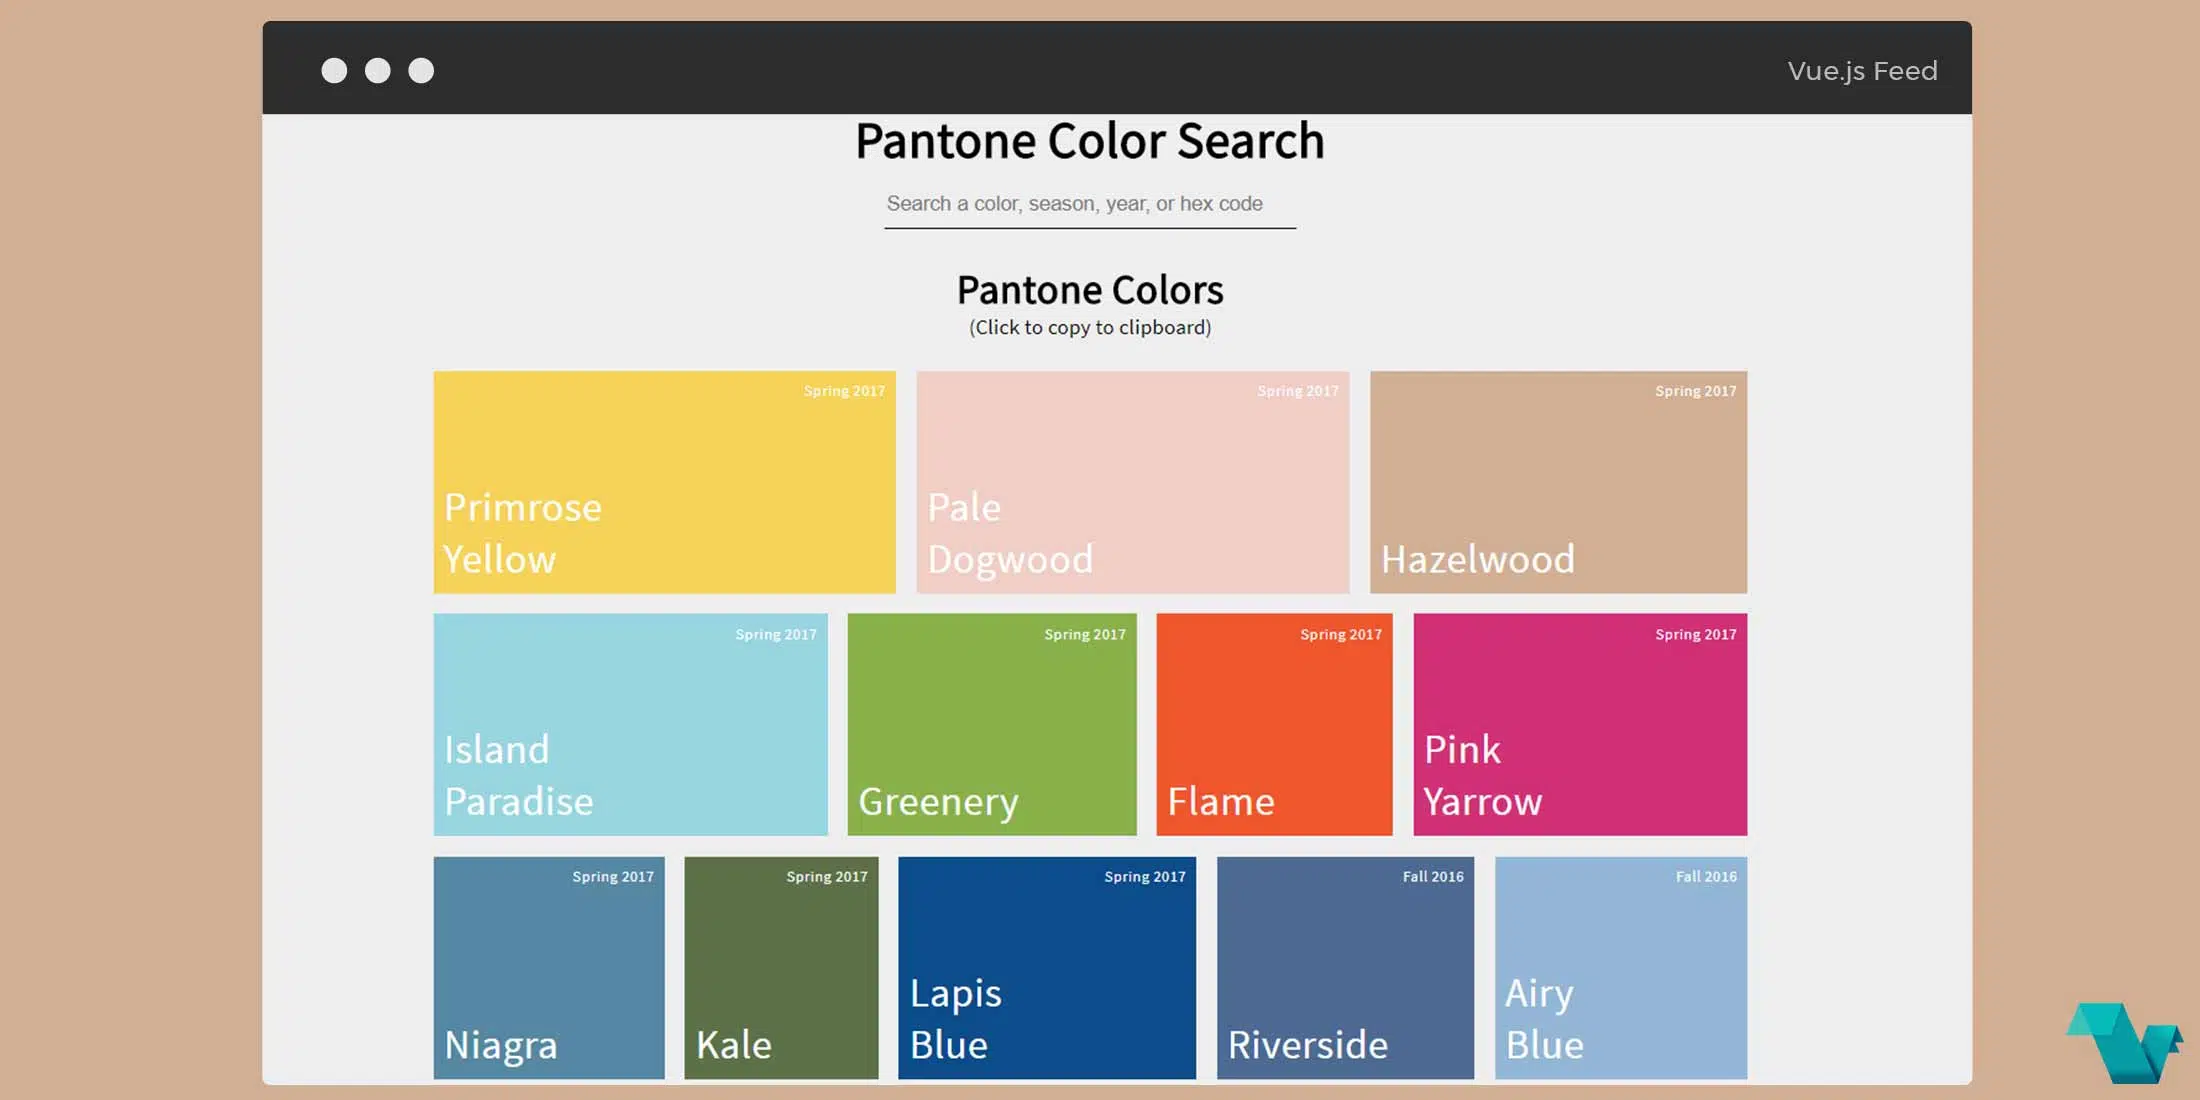 Vue.js Feed
Pantone Color Search
Search a color, season, year, or hex code
Pantone Colors
(Click to copy to clipboard)
Spring 2017
Primrose
Yellow
Spring 2017
Pale
Dogwood
Spring 2017
Hazelwood
Spring 2017
Island
Paradise
Spring 2017
Greenery
Spring 2017
Flame
Spring 2017
Pink
Yarrow
Spring 2017
Niagra
Spring 2017
Kale
Spring 2017
Lapis
Blue
Fall 2016
Riverside
Fall 2016
Airy
Blue